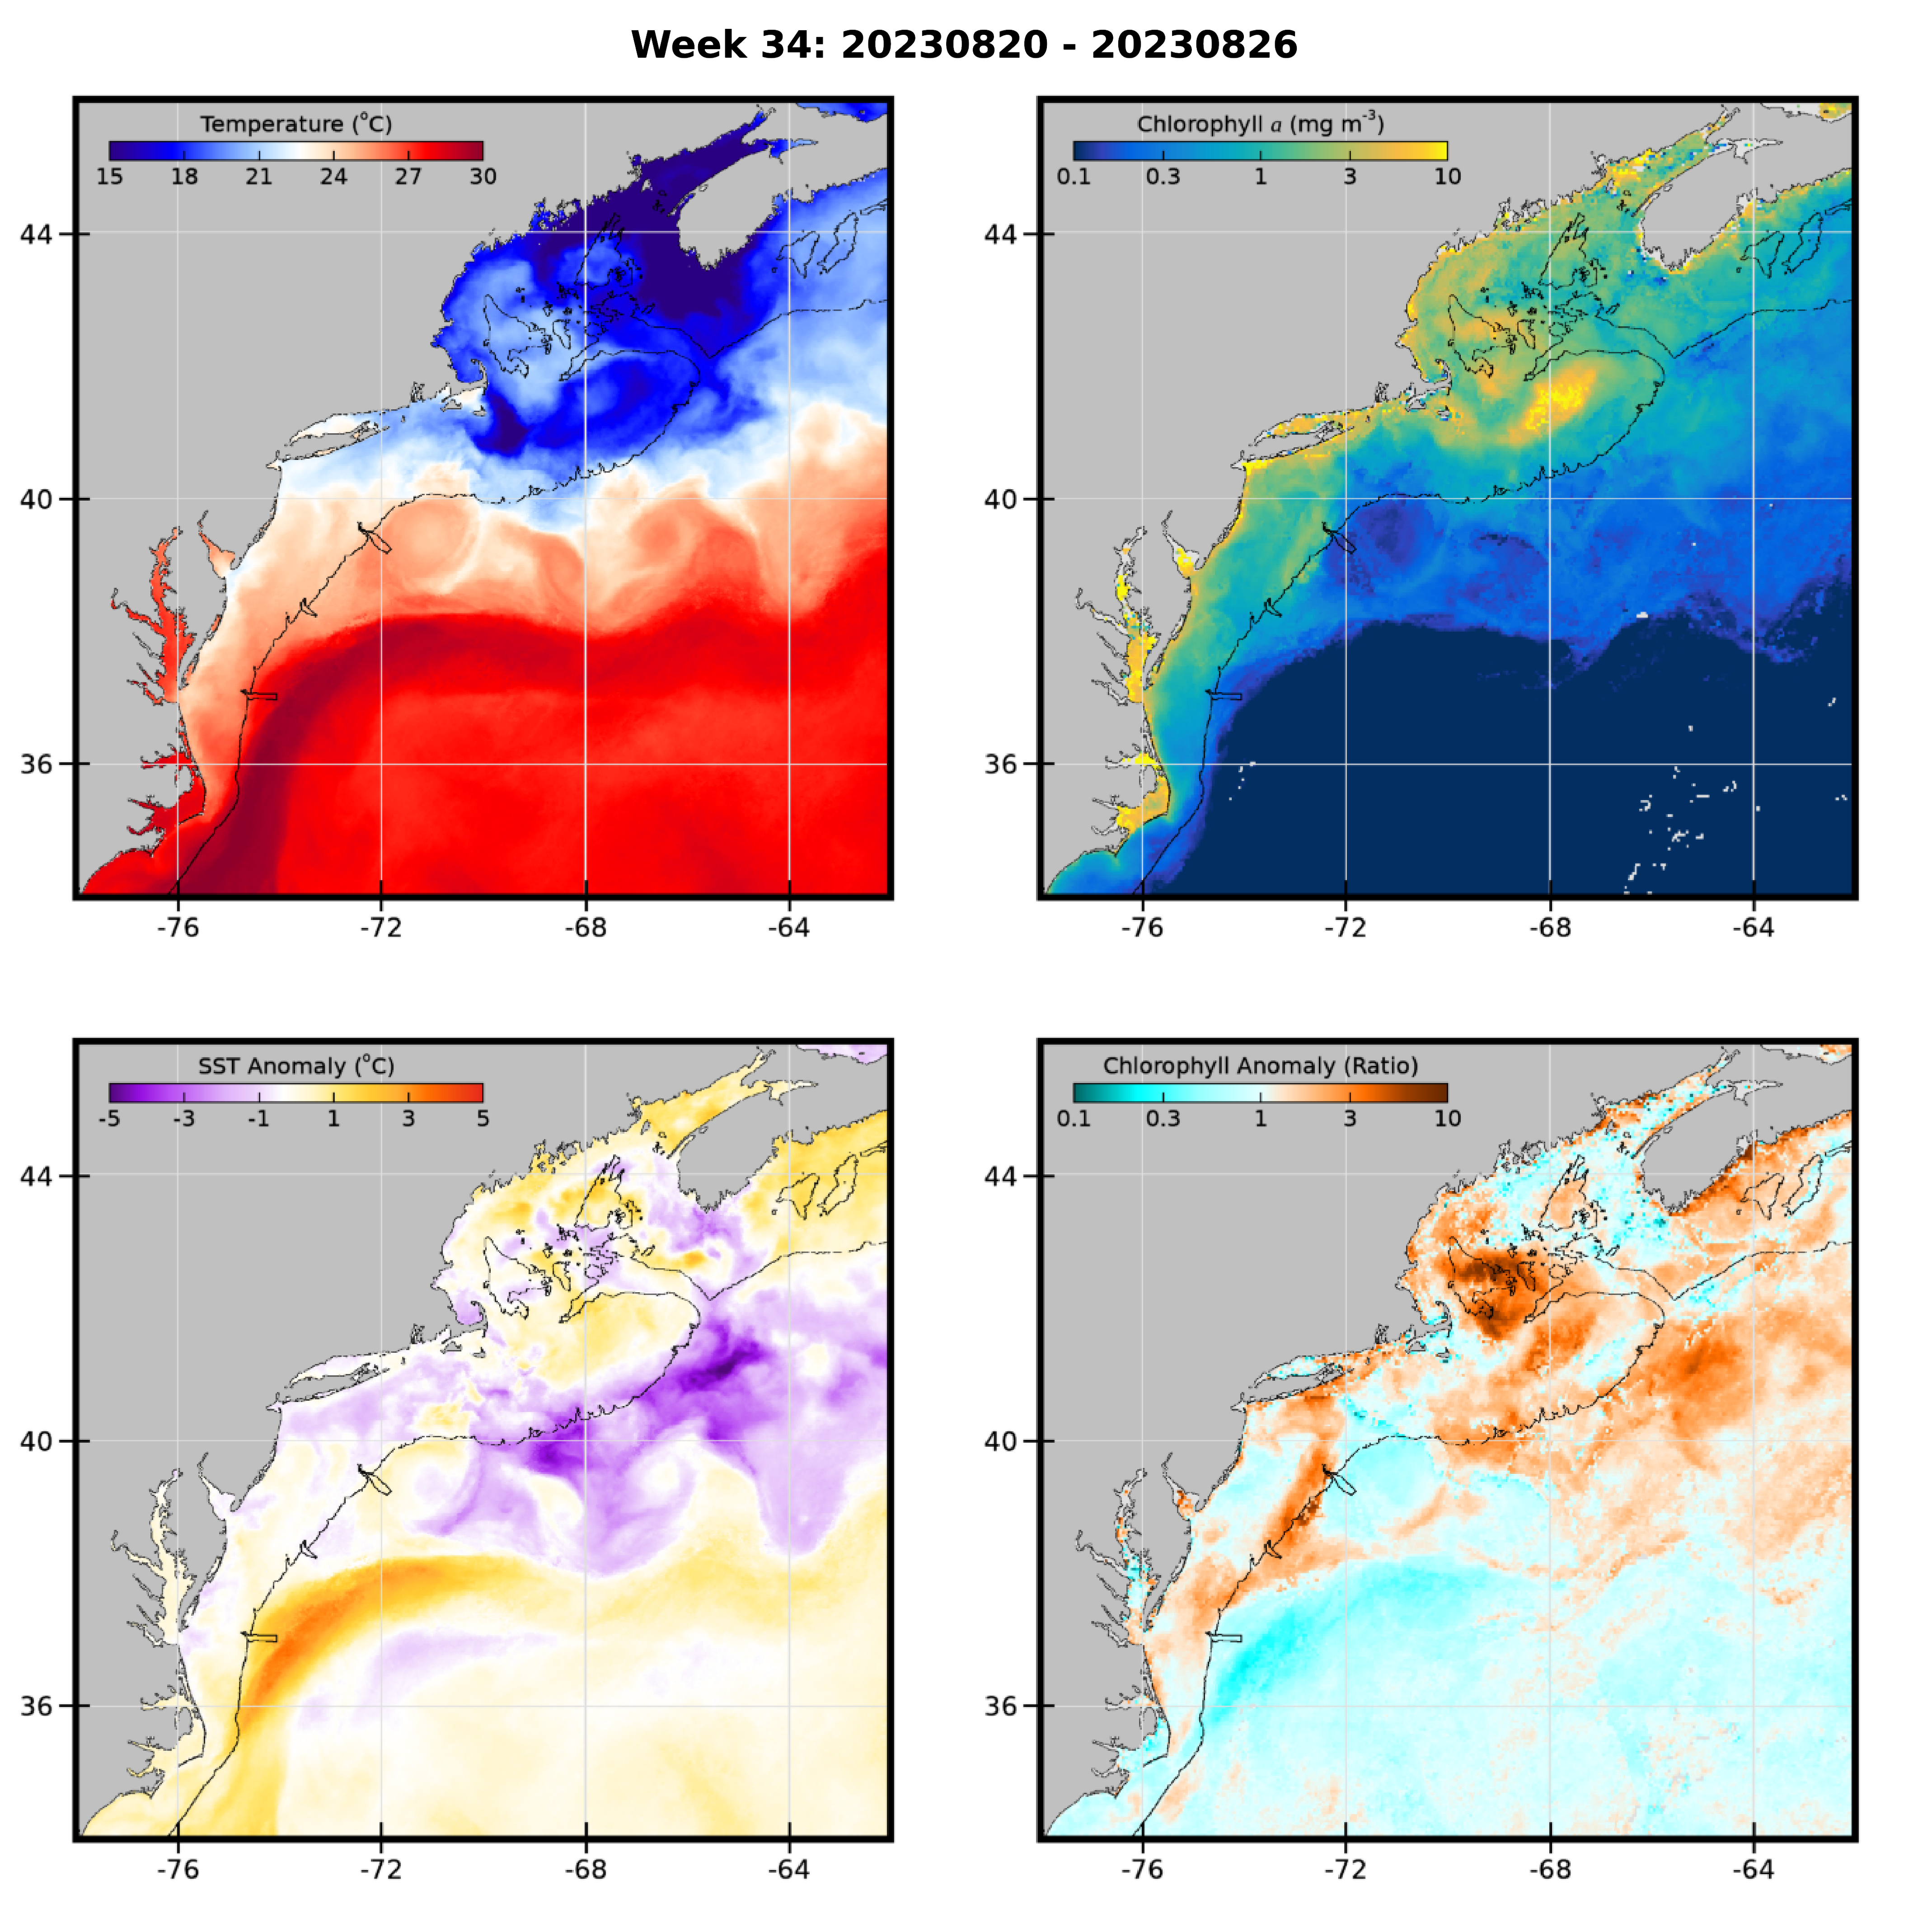 Week 34: 20230820 - 20230826
Temperature (°C)
15 18 21 24 27 30
44
40
36
-76 -72 -68 -64
Chlorophyll a (mg m⁻³)
0.1 0.3 1 3 10
44
40
36
-76 -72 -68 -64
SST Anomaly (°C)
-5 -3 -1 1 3 5
44
40
36
-76 -72 -68 -64
Chlorophyll Anomaly (Ratio)
0.1 0.3 1 3 10
44
40
36
-76 -72 -68 -64